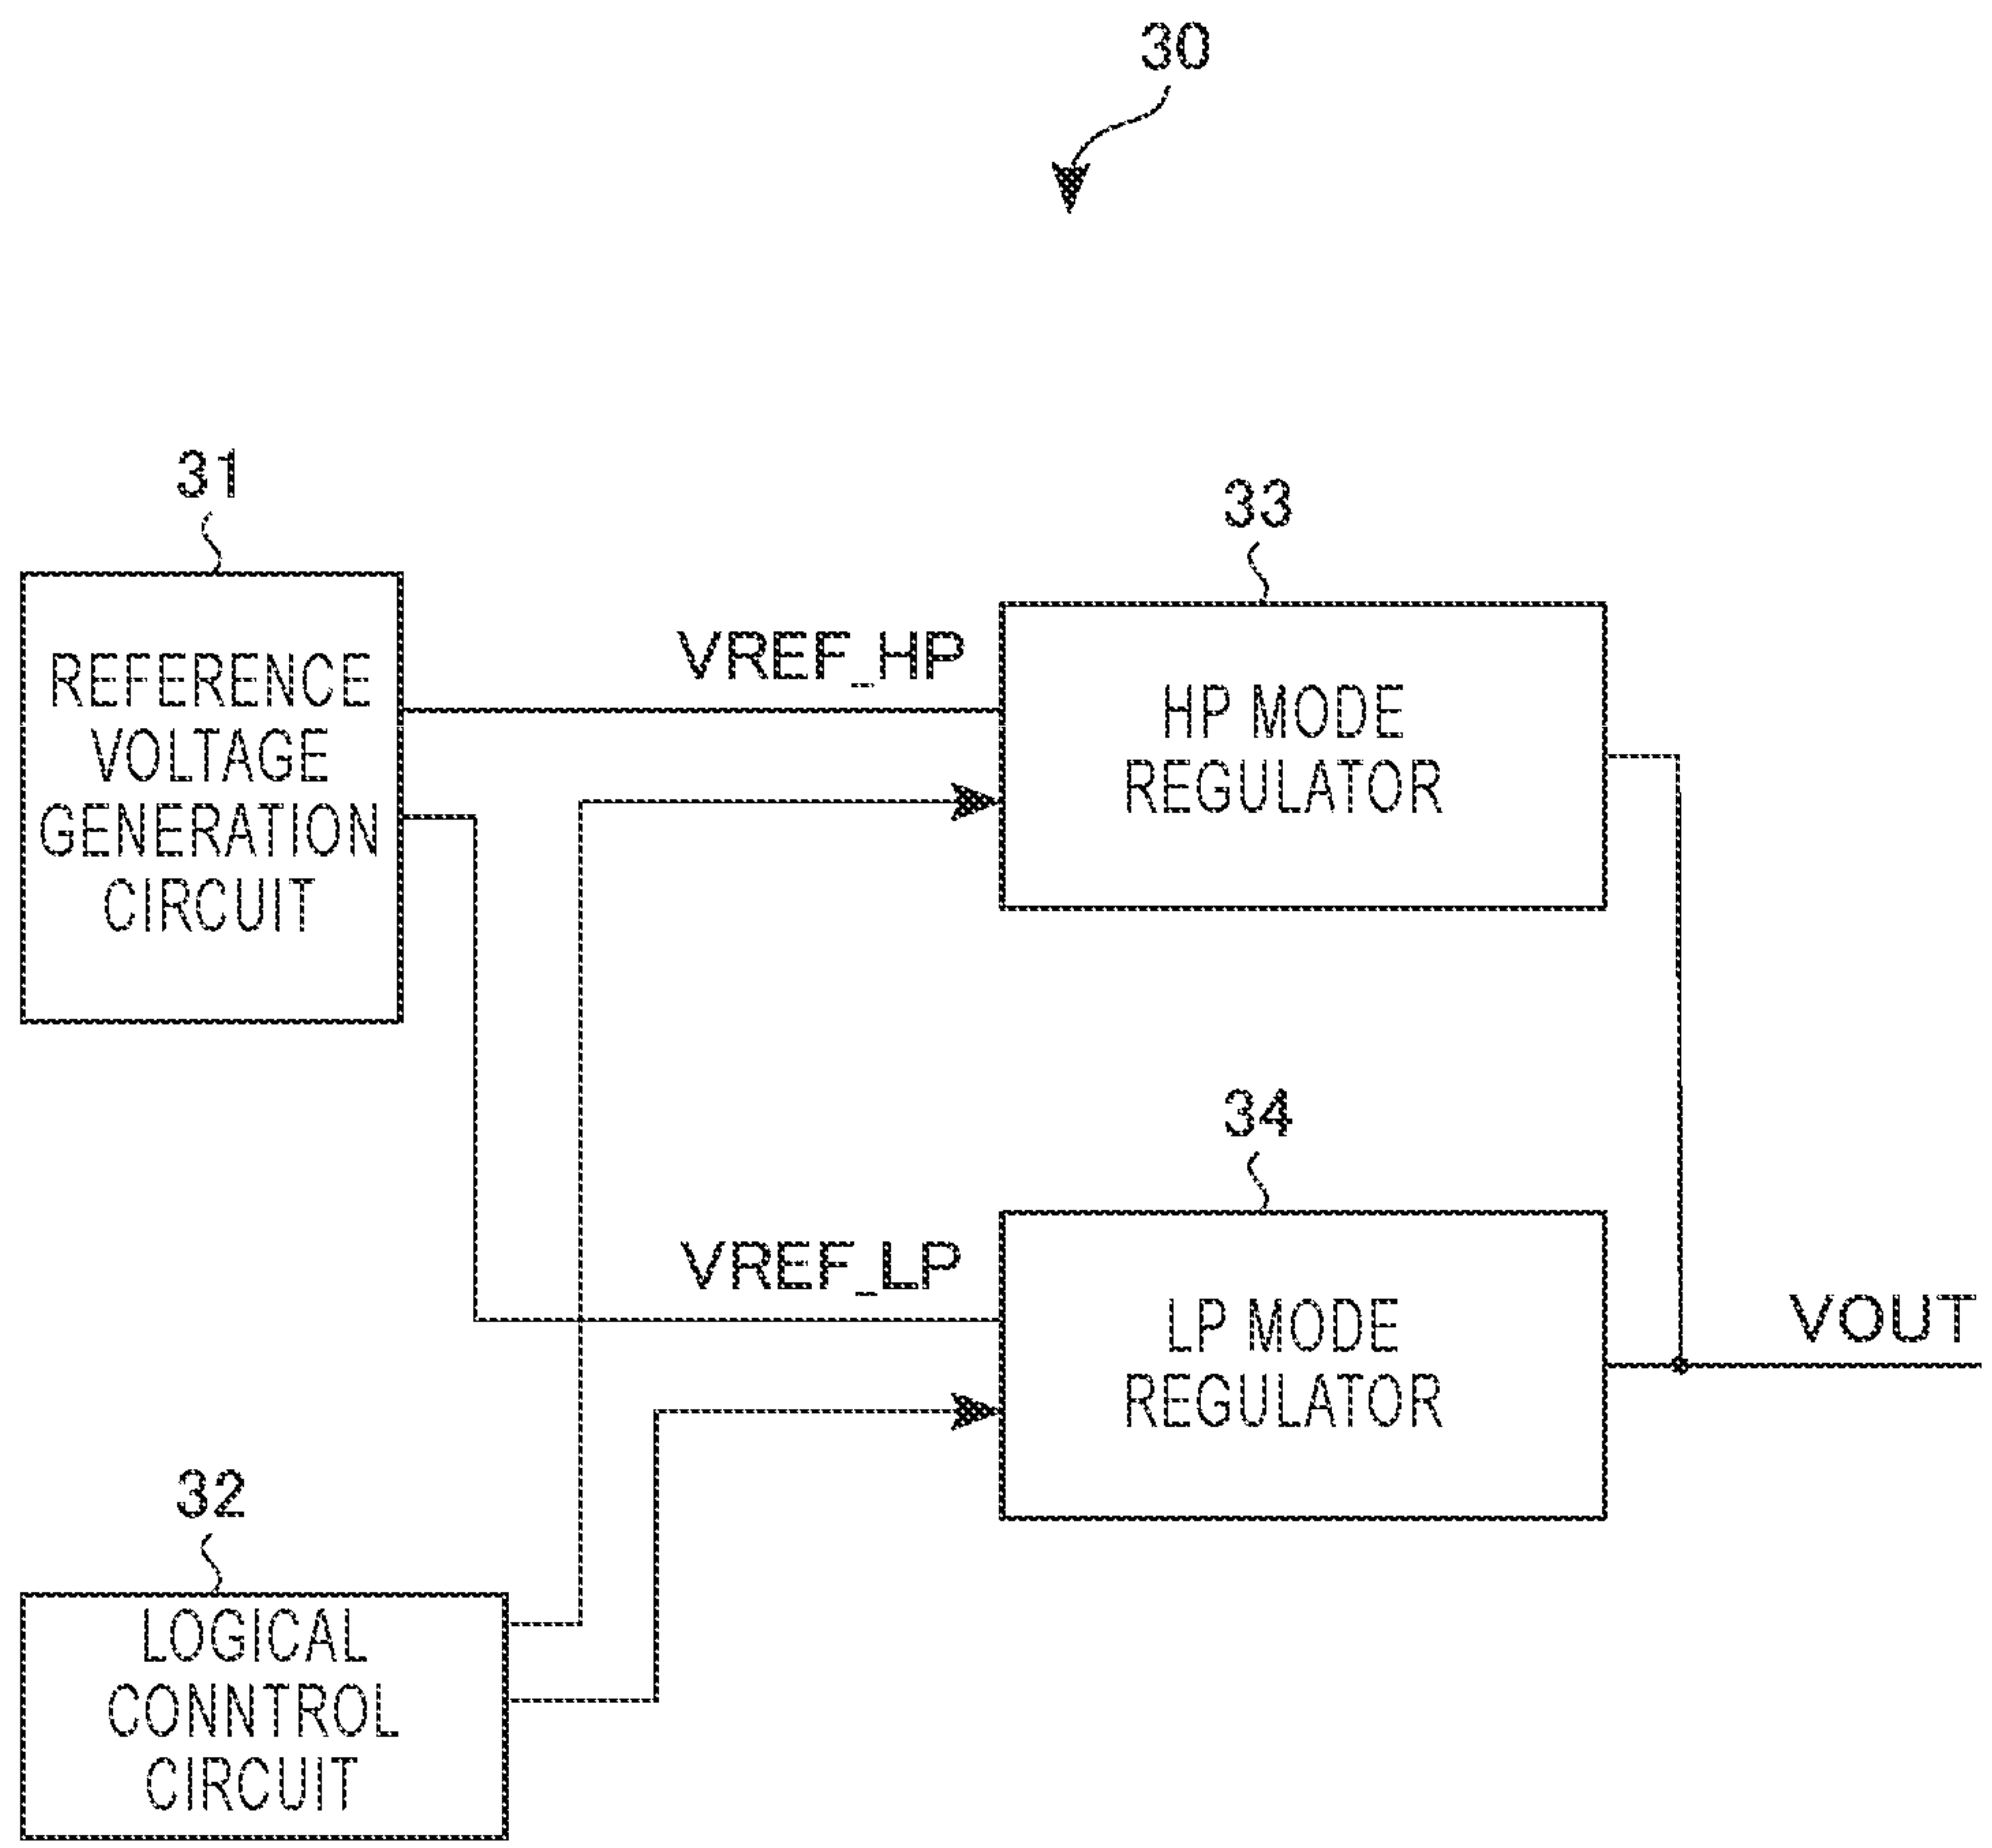 30
31
REFERENCE
VOLTAGE
GENERATION
CIRCUIT
VREF_HP
33
HP MODE
REGULATOR
34
VREF_LP
LP MODE
REGULATOR
VOUT
32
LOGICAL
CONNTROL
CIRCUIT